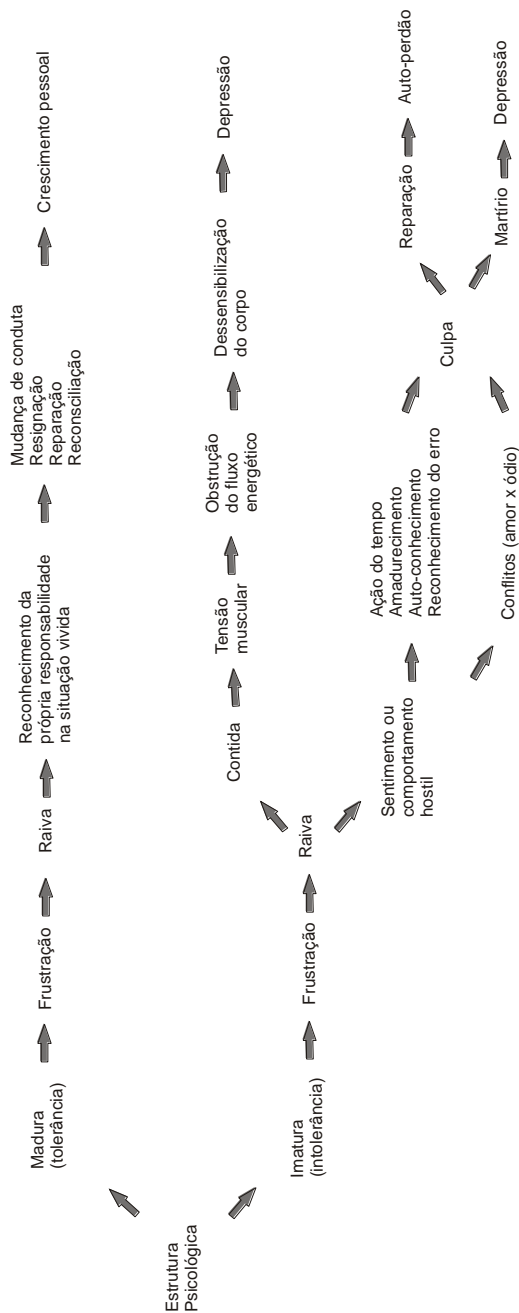 Estrutura
Psicológica
Madura
(tolerância)
Frustração
Raiva
Reconhecimento da
própria responsabilidade
na situação vivida
Mudança de conduta
Resignação
Reparação
Reconsciliação
Crescimento pessoal
Imatura
(intolerância)
Frustração
Raiva
Contida
Tensão
muscular
Obstrução
do fluxo
energético
Dessensibilização
do corpo
Depressão
Sentimento ou
comportamento
hostil
Ação do tempo
Amadurecimento
Auto-conhecimento
Reconhecimento do erro
Conflitos (amor x ódio)
Culpa
Reparação
Auto-perdão
Martírio
Depressão